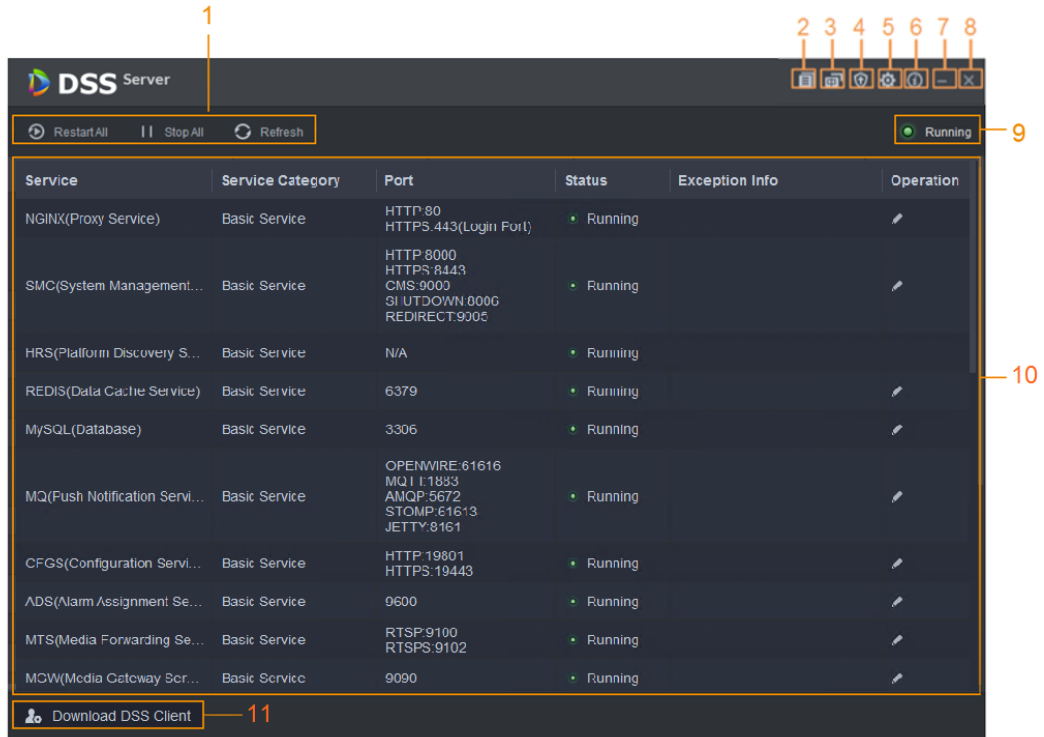 1
2 3 4 5 6 7 8
DSS Server
Restart All Stop All Refresh
Running
9
Service Service Category Port Status Exception Info Operation
NGINX(Proxy Service) Basic Service HTTP:80 Running
HTTPS:443(Login Port)
SMC(System Management... Basic Service HTTP:8000 Running
HTTPS:8443
CMS:9000
SHUTDOWN:8006
REDIRECT:9005
HRS(Platform Discovery S... Basic Service N/A Running
10
REDIS(Data Cache Service) Basic Service 6379 Running
MySQL(Database) Basic Service 3306 Running
MQ(Push Notification Servi... Basic Service OPENWIRE:61616 Running
MQTT:1883
AMQP:5672
STOMP:61613
JETTY:8161
CFGS(Configuration Servi... Basic Service HTTP:19801 Running
HTTPS:19443
ADS(Alarm Assignment Se... Basic Service 9600 Running
MTS(Media Forwarding Se... Basic Service RTSP:9100 Running
RTSPS:9102
MGW(Media Gateway Ser... Basic Service 9090 Running
Download DSS Client
11